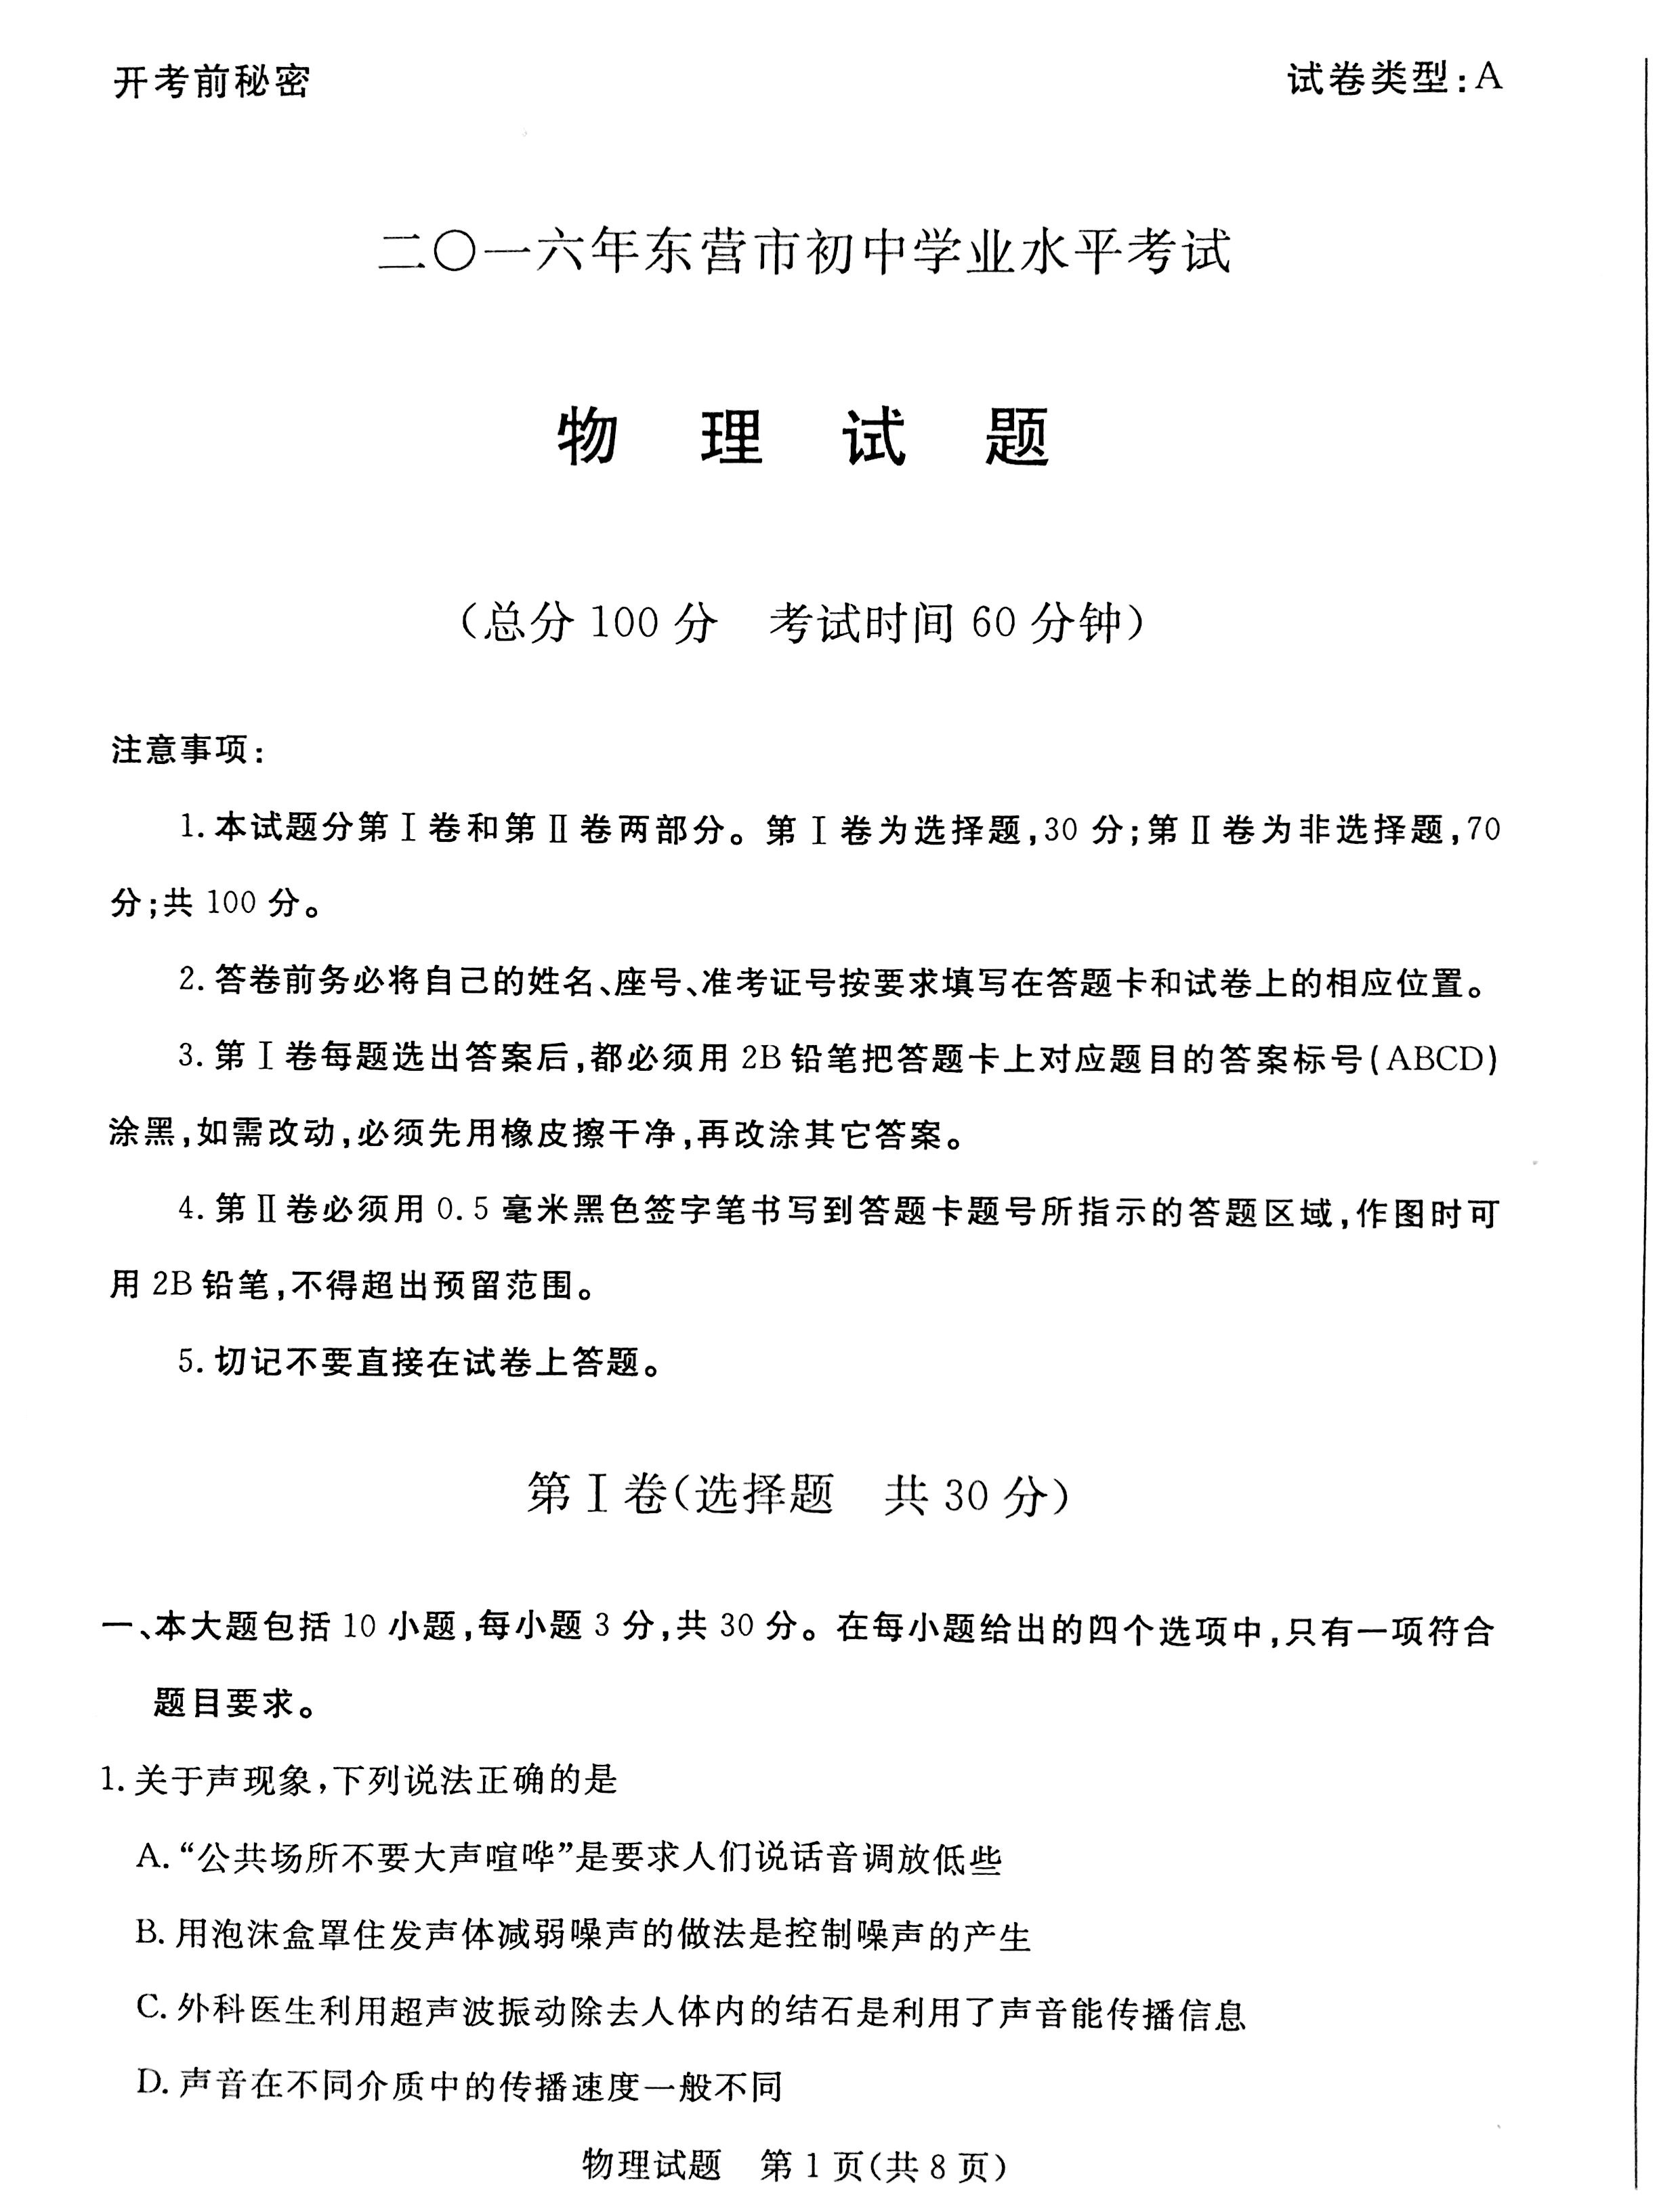 开考前秘密
试卷类型:A
二〇一六年东营市初中学业水平考试
物 理 试 题
(总分 100 分 考试时间 60 分钟)
注意事项:
1. 本试题分第Ⅰ卷和第Ⅱ卷两部分。第Ⅰ卷为选择题,30 分;第Ⅱ卷为非选择题,70
分;共 100 分。
2. 答卷前务必将自己的姓名、座号、准考证号按要求填写在答题卡和试卷上的相应位置。
3. 第Ⅰ卷每题选出答案后,都必须用 2B 铅笔把答题卡上对应题目的答案标号(ABCD)
涂黑,如需改动,必须先用橡皮擦干净,再改涂其它答案。
4. 第Ⅱ卷必须用 0.5 毫米黑色签字笔书写到答题卡题号所指示的答题区域,作图时可
用 2B 铅笔,不得超出预留范围。
5. 切记不要直接在试卷上答题。
第Ⅰ卷(选择题 共 30 分)
一、本大题包括 10 小题,每小题 3 分,共 30 分。在每小题给出的四个选项中,只有一项符合
题目要求。
1. 关于声现象,下列说法正确的是
A. “公共场所不要大声喧哗”是要求人们说话音调放低些
B. 用泡沫盒罩住发声体减弱噪声的做法是控制噪声的产生
C. 外科医生利用超声波振动除去人体内的结石是利用了声音能传播信息
D. 声音在不同介质中的传播速度一般不同
物理试题 第 1 页(共 8 页)